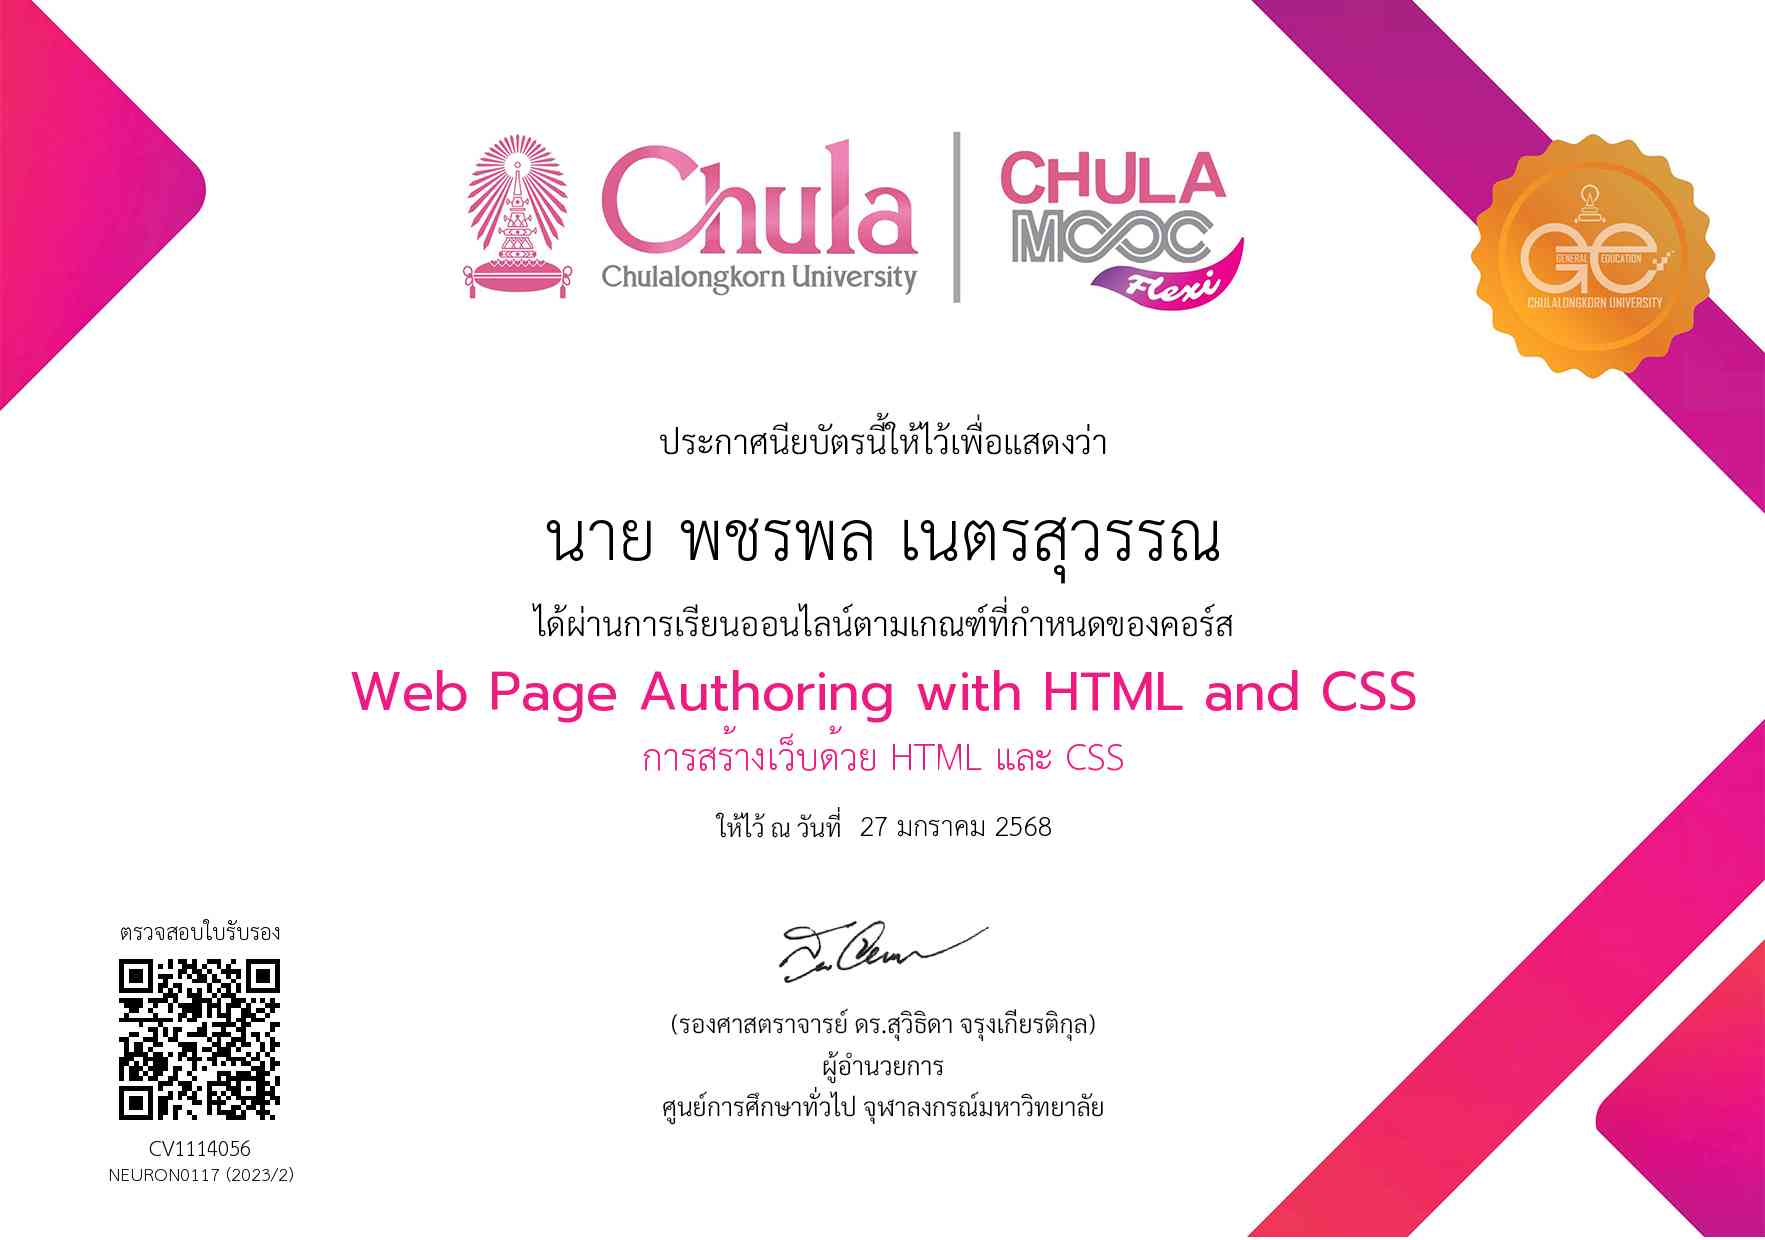 Chula
Chulalongkorn University
CHULA
MOOC
Flexi
GE
GENERAL EDUCATION
CHULALONGKORN UNIVERSITY
ประกาศนียบัตรนี้ให้ไว้เพื่อแสดงว่า
นาย พชรพล เนตรสุวรรณ
ได้ผ่านการเรียนออนไลน์ตามเกณฑ์ที่กำหนดของคอร์ส
Web Page Authoring with HTML and CSS
การสร้างเว็บด้วย HTML และ CSS
ให้ไว้ ณ วันที่ 27 มกราคม 2568
ตรวจสอบใบรับรอง
CV1114056
NEURON0117 (2023/2)
(รองศาสตราจารย์ ดร.สุวิธิดา จรุงเกียรติกุล)
ผู้อำนวยการ
ศูนย์การศึกษาทั่วไป จุฬาลงกรณ์มหาวิทยาลัย